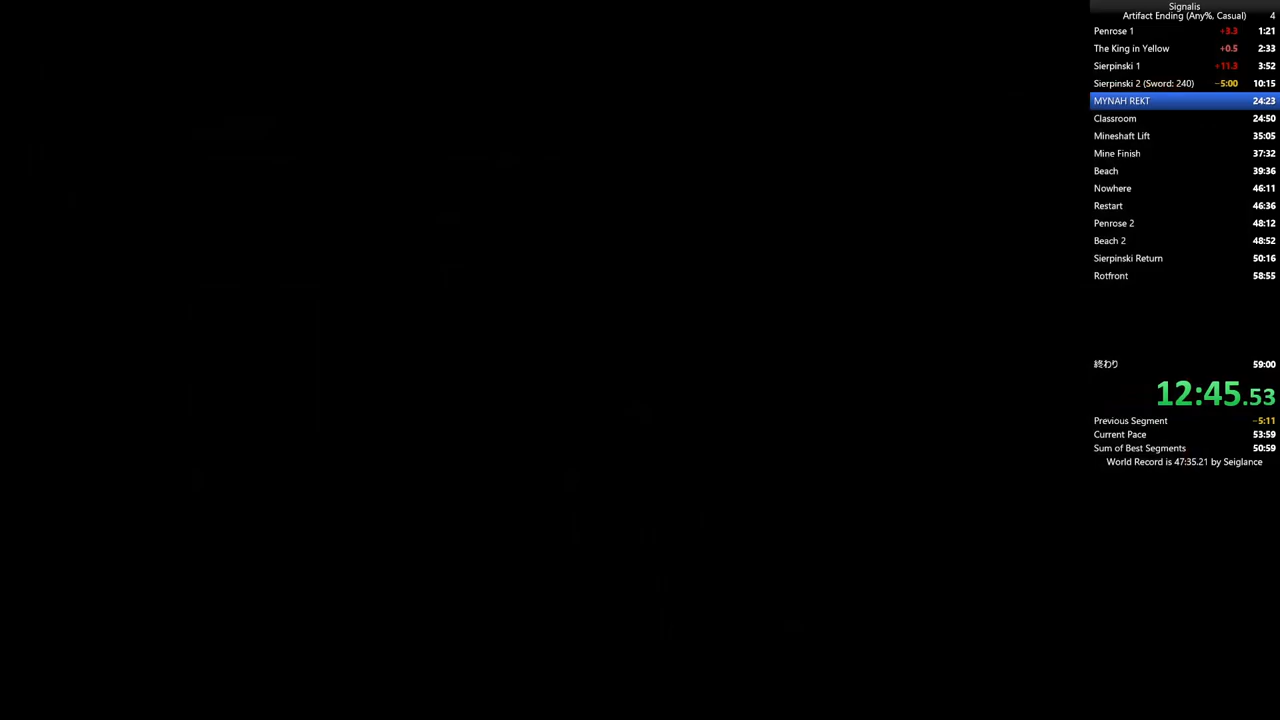 Signalis
Artifact Ending (Any%, Casual) 4
Penrose 1 +3.3 1:21
The King in Yellow +0.5 2:33
Sierpinski 1 +11.3 3:52
Sierpinski 2 (Sword: 240) −5:00 10:15
MYNAH REKT 24:23
Classroom 24:50
Mineshaft Lift 35:05
Mine Finish 37:32
Beach 39:36
Nowhere 46:11
Restart 46:36
Penrose 2 48:12
Beach 2 48:52
Sierpinski Return 50:16
Rotfront 58:55
終わり 59:00
12:45.53
Previous Segment −5:11
Current Pace 53:59
Sum of Best Segments 50:59
World Record is 47:35.21 by Seiglance